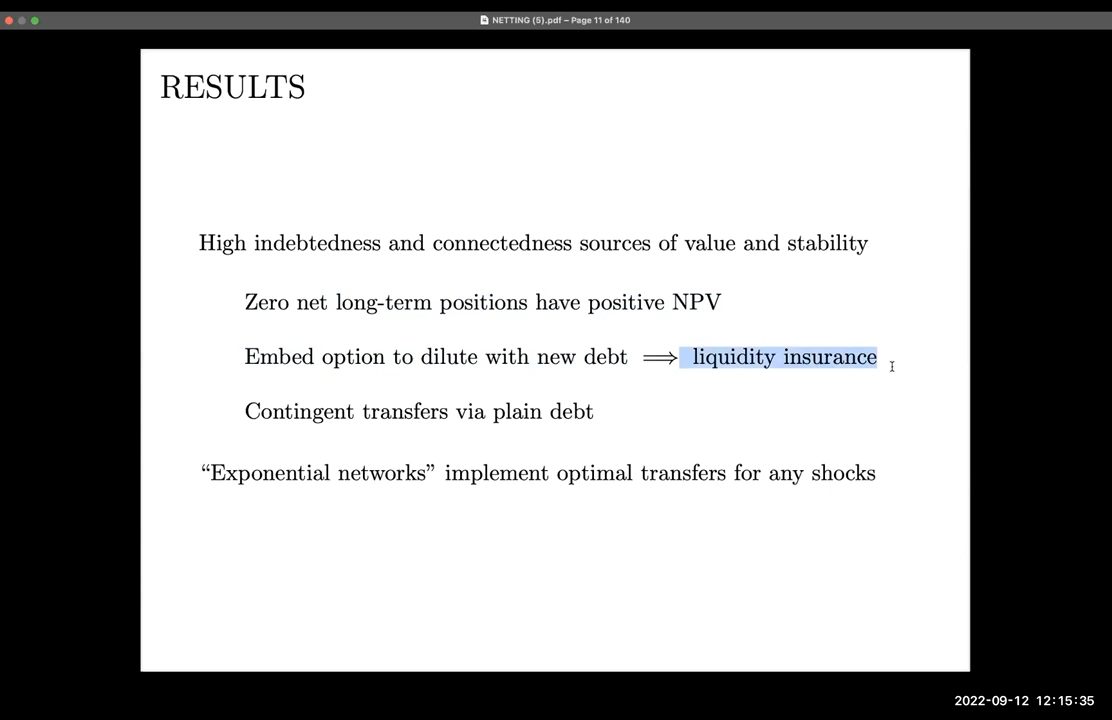 NETTING (5).pdf – Page 11 of 140
RESULTS
High indebtedness and connectedness sources of value and stability
Zero net long-term positions have positive NPV
Embed option to dilute with new debt ⟹ liquidity insurance
Contingent transfers via plain debt
“Exponential networks” implement optimal transfers for any shocks
2022-09-12 12:15:35